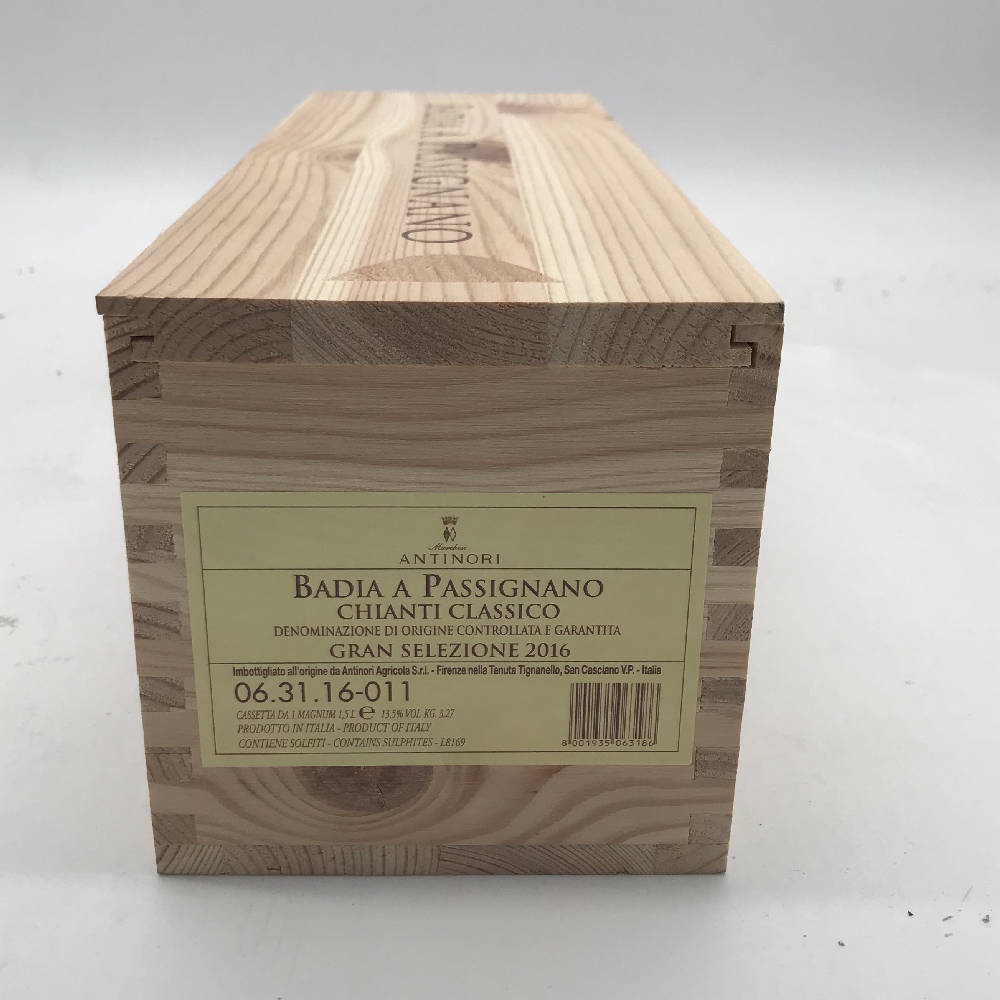 BADIA A PASSIGNANO
Marchesi
ANTINORI
BADIA A PASSIGNANO
CHIANTI CLASSICO
DENOMINAZIONE DI ORIGINE CONTROLLATA E GARANTITA
GRAN SELEZIONE 2016
Imbottigliato all'origine da Antinori Agricola S.r.l. - Firenze nella Tenuta Tignanello, San Casciano V.P. - Italia
06.31.16-011
CASSETTA DA 1 MAGNUM 1,5 L ℮ 13.5% VOL KG. 3.27
PRODOTTO IN ITALIA - PRODUCT OF ITALY
CONTIENE SOLFITI - CONTAINS SULPHITES - L8169
8 001935 063186